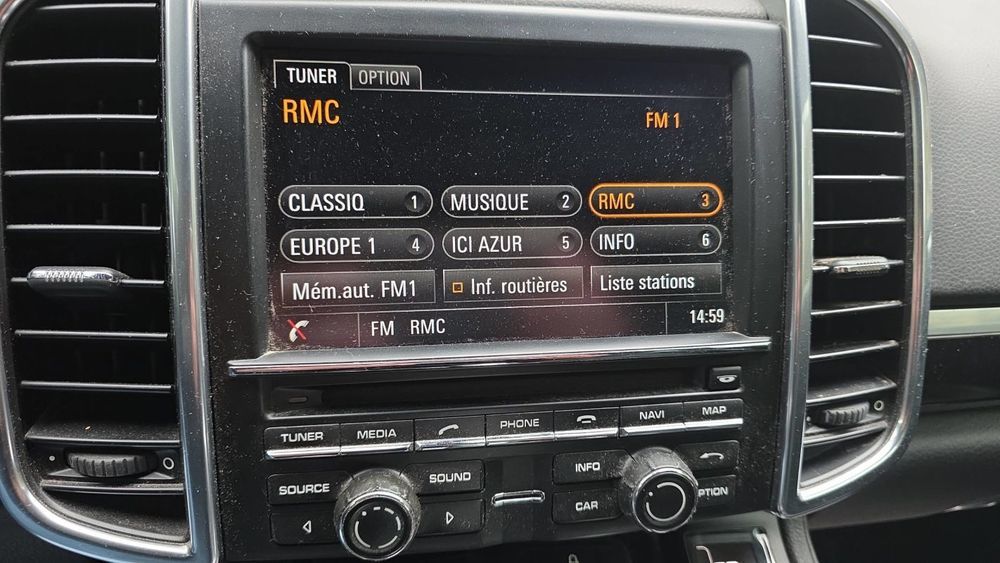 TUNER OPTION
RMC
FM 1
CLASSIQ 1 MUSIQUE 2 RMC 3
EUROPE 1 4 ICI AZUR 5 INFO 6
Mém.aut. FM1 Inf. routières Liste stations
FM RMC 14:59
TUNER MEDIA PHONE NAVI MAP
SOURCE SOUND INFO
CAR OPTION